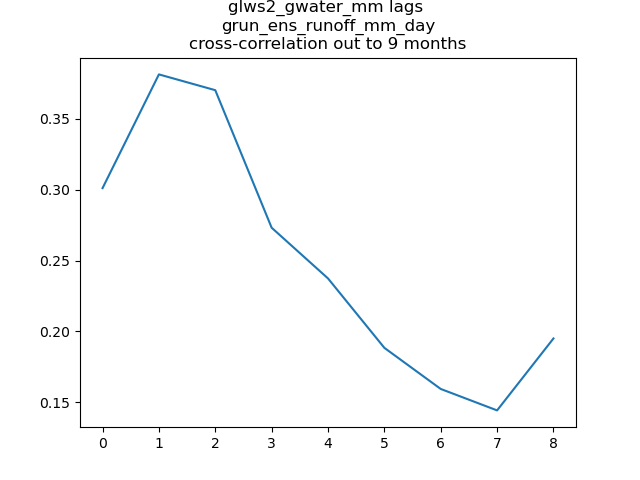 glws2_gwater_mm lags
grun_ens_runoff_mm_day
cross-correlation out to 9 months
0.35
0.30
0.25
0.20
0.15
0 1 2 3 4 5 6 7 8